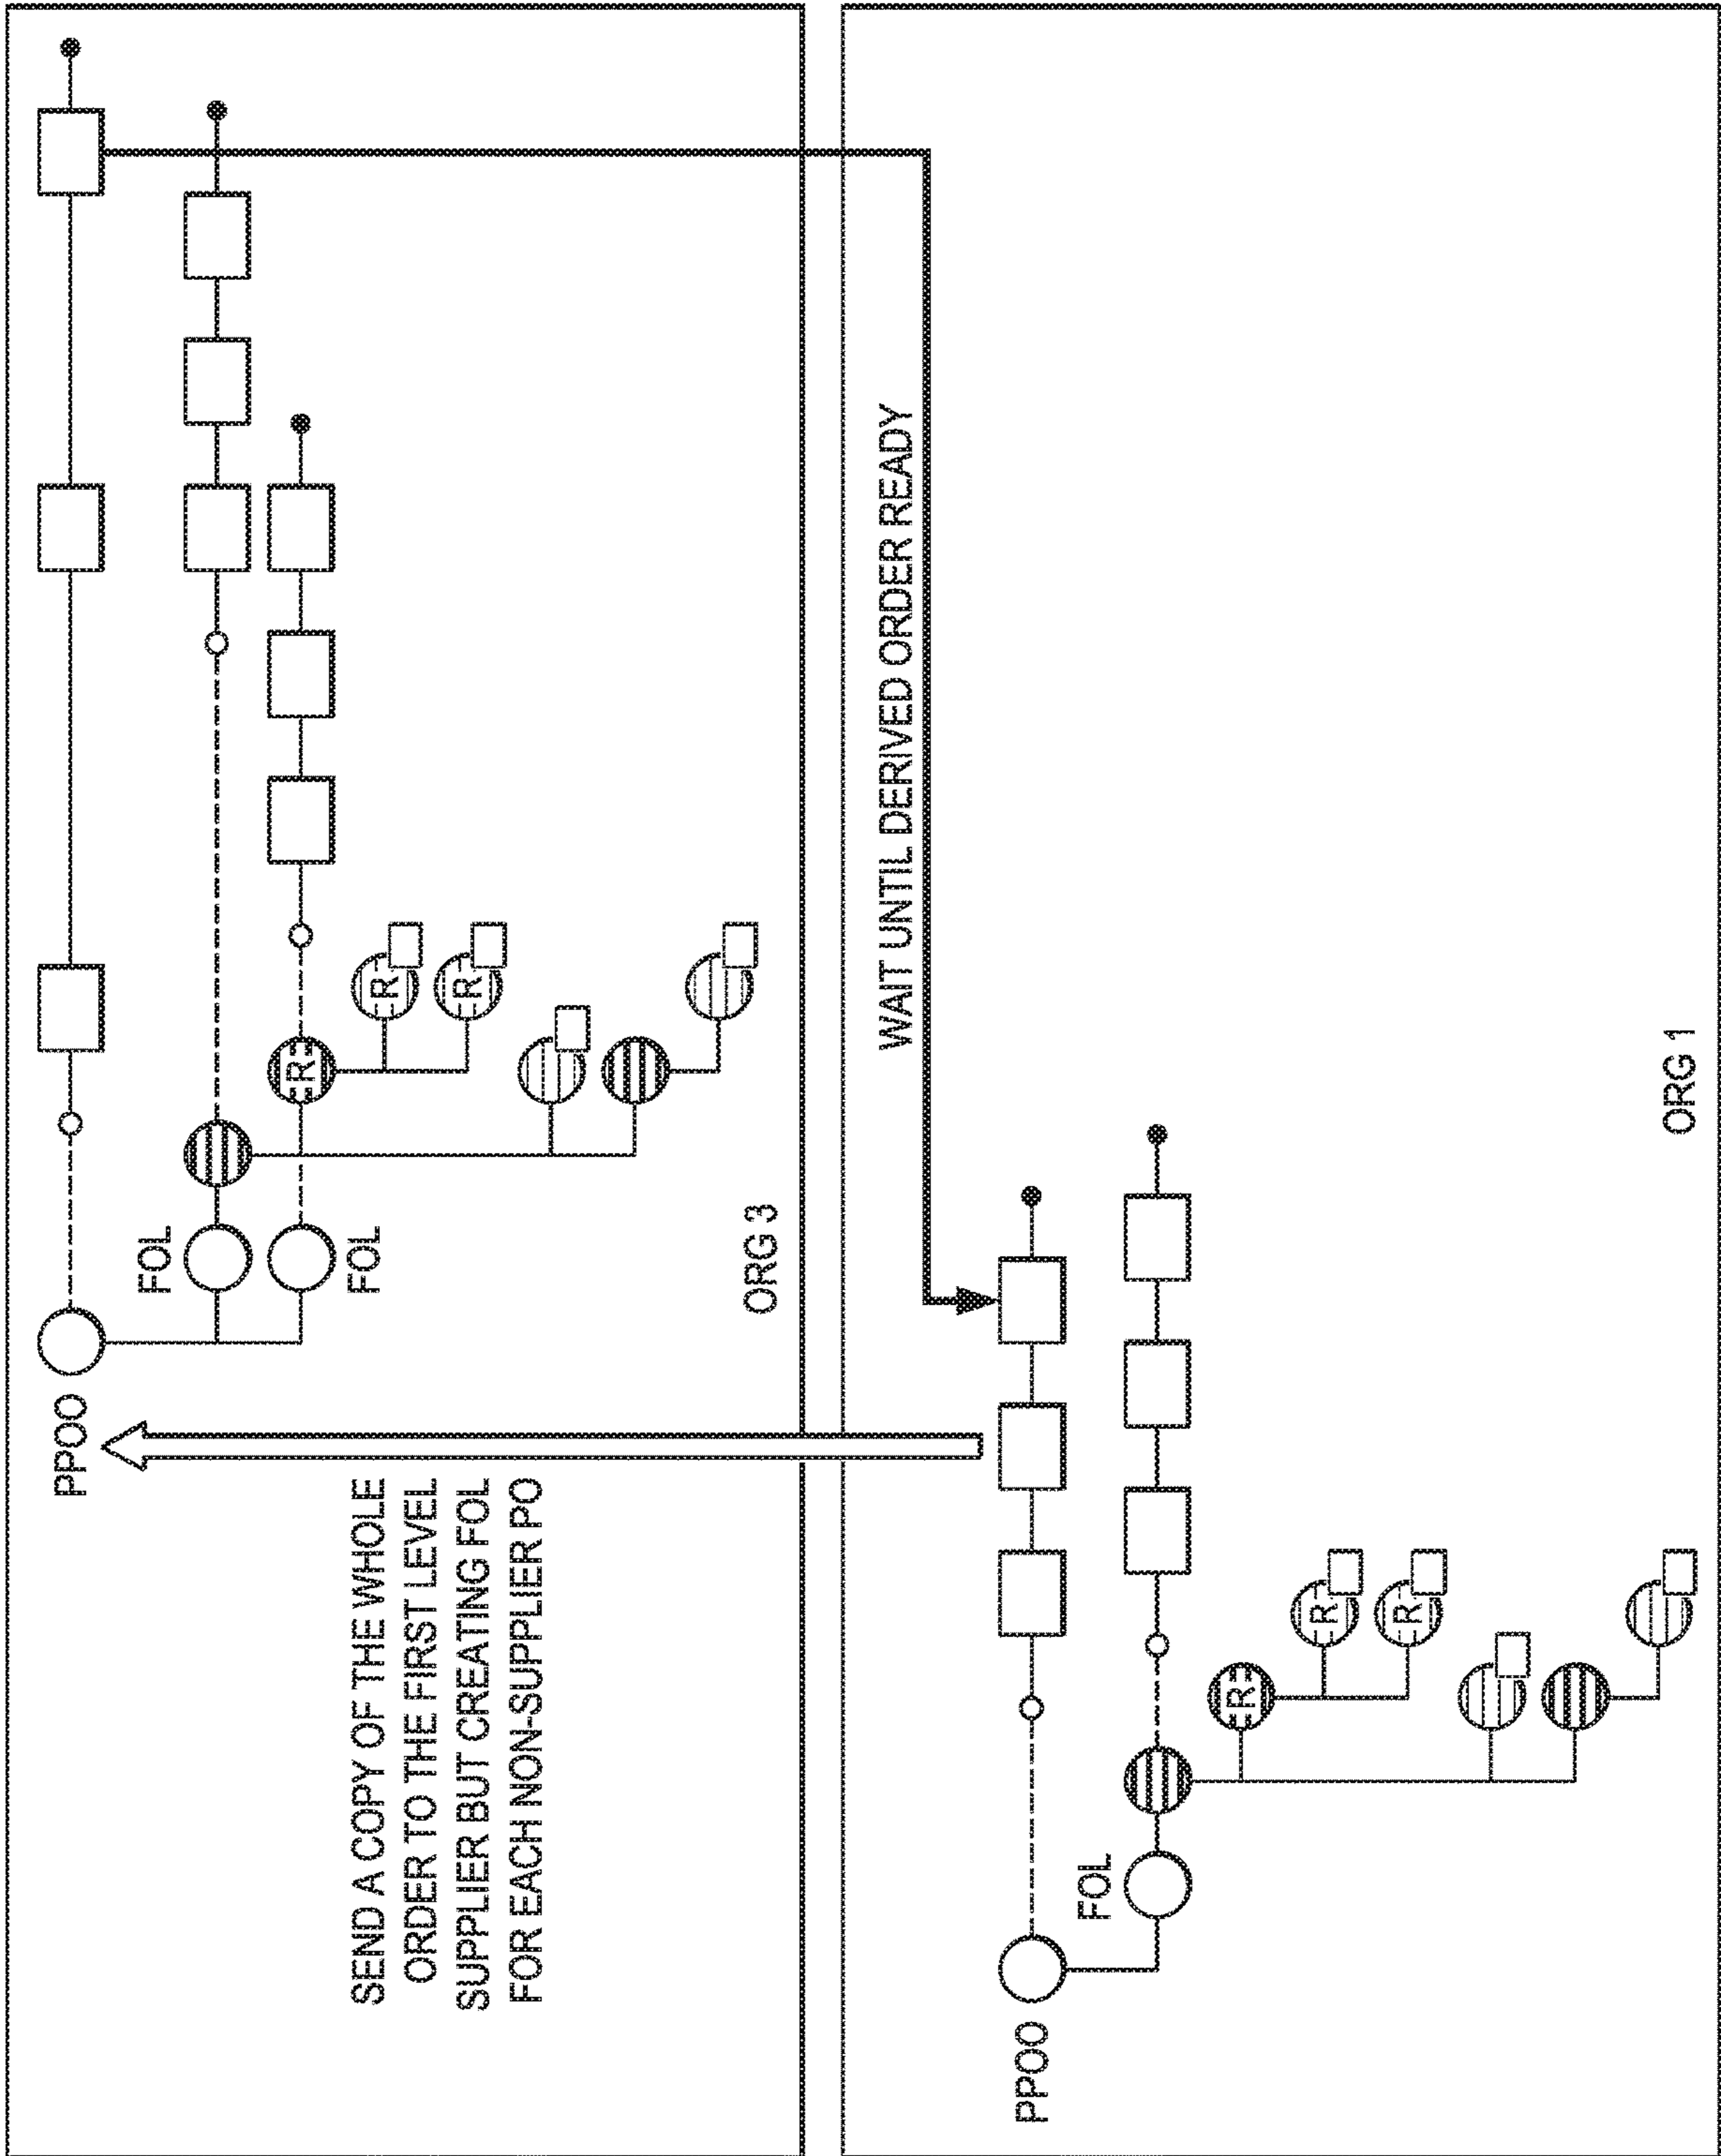 PPOO
FOL
FOL
SEND A COPY OF THE WHOLE
ORDER TO THE FIRST LEVEL
SUPPLIER BUT CREATING FOL
FOR EACH NON-SUPPLIER PO
R
R
R
ORG 3
WAIT UNTIL DERIVED ORDER READY
PPOO
FOL
R
R
R
ORG 1